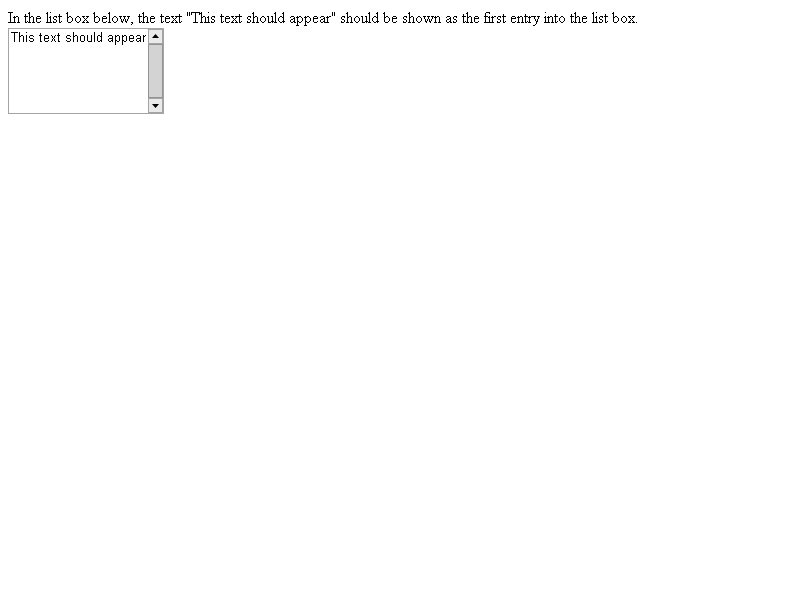 In the list box below, the text "This text should appear" should be shown as the first entry into the list box.
This text should appear